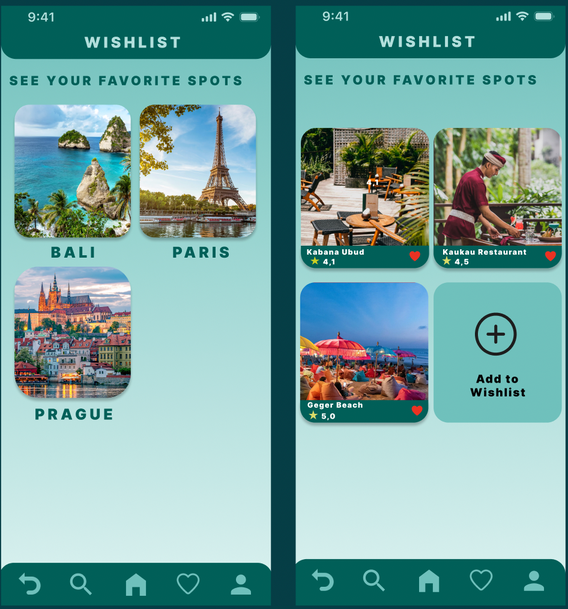 9:41
WISHLIST
SEE YOUR FAVORITE SPOTS
BALI
PARIS
PRAGUE
9:41
WISHLIST
SEE YOUR FAVORITE SPOTS
Kabana Ubud
4,1
Kaukau Restaurant
4,5
Geger Beach
5,0
Add to
Wishlist